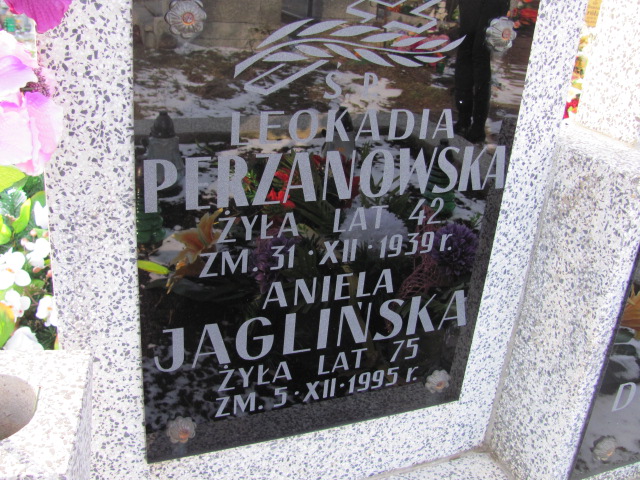 Ś.P.
LEOKADIA
PERZANOWSKA
ŻYŁA LAT 42
ZM. 31·XII·1939 r.
ANIELA
JAGLIŃSKA
ŻYŁA LAT 75
ZM. 5·XII·1995 r.
D